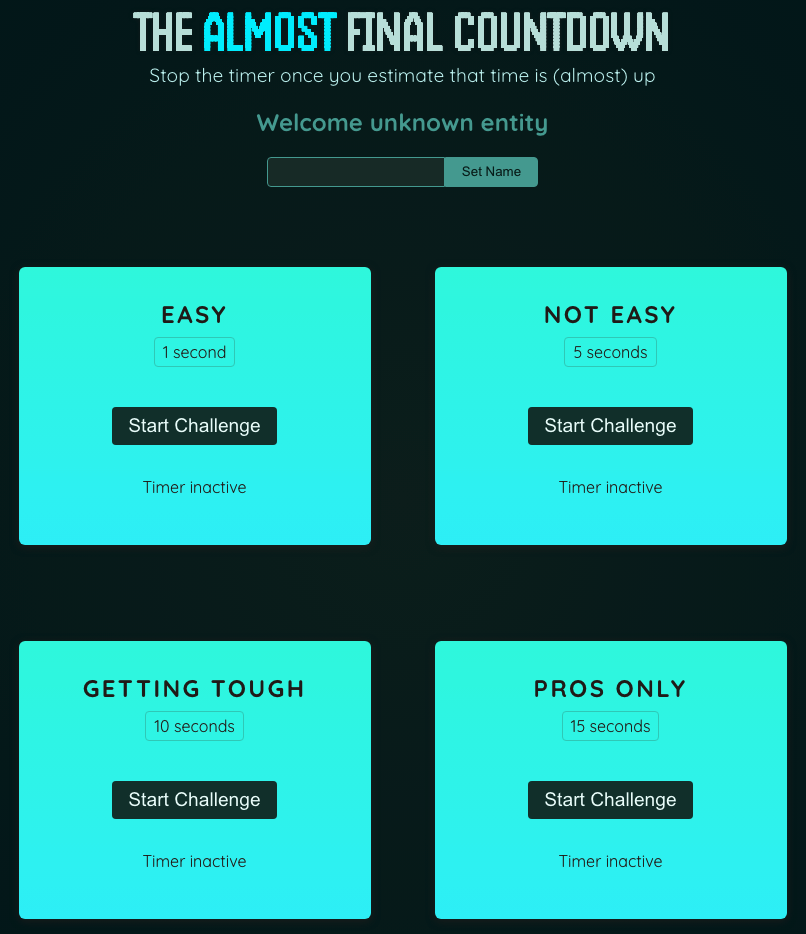 THE ALMOST FINAL COUNTDOWN
Stop the timer once you estimate that time is (almost) up
Welcome unknown entity
Set Name
EASY
1 second
Start Challenge
Timer inactive
NOT EASY
5 seconds
Start Challenge
Timer inactive
GETTING TOUGH
10 seconds
Start Challenge
Timer inactive
PROS ONLY
15 seconds
Start Challenge
Timer inactive